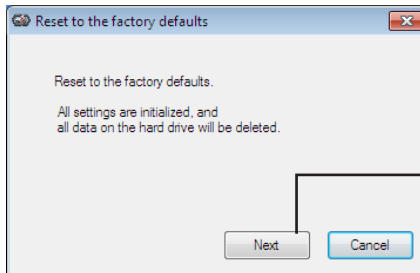 Reset to the factory defaults
Reset to the factory defaults.
All settings are initialized, and
all data on the hard drive will be deleted.
Next
Cancel